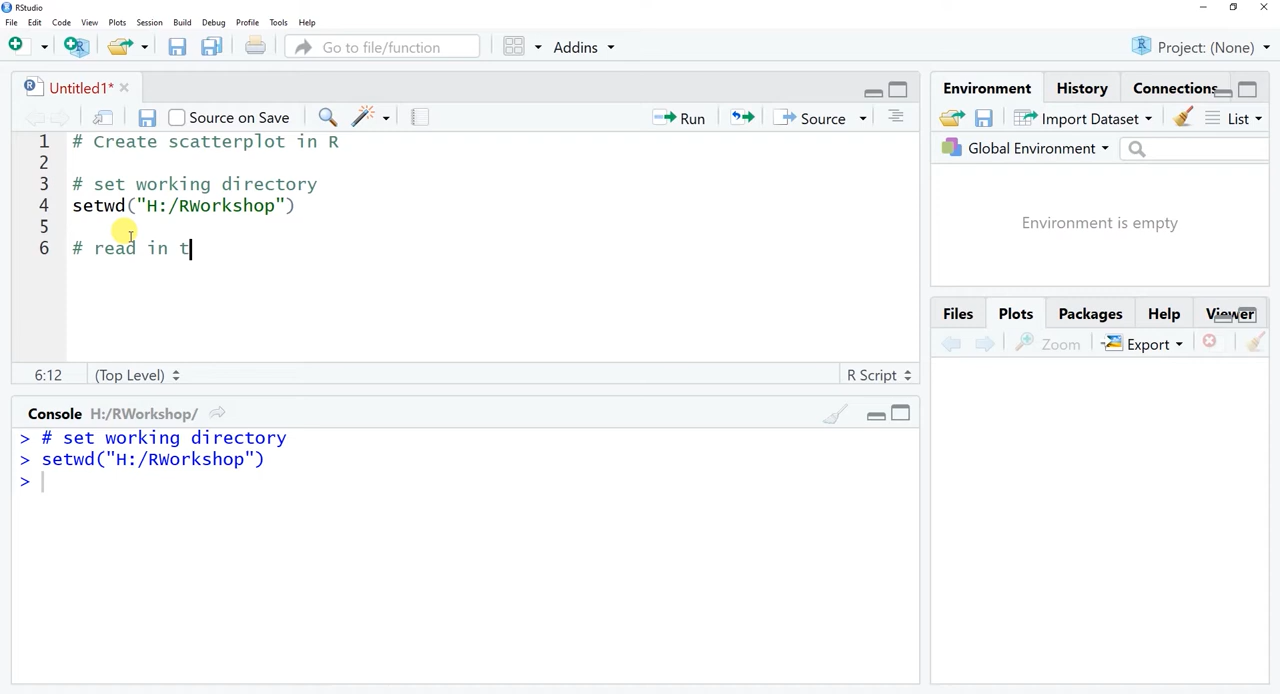 RStudio
File Edit Code View Plots Session Build Debug Profile Tools Help
Go to file/function Addins Project: (None)
Untitled1*
Source on Save Run Source
1 # Create scatterplot in R
2
3 # set working directory
4 setwd("H:/RWorkshop")
5
6 # read in t
6:12 (Top Level) R Script
Console H:/RWorkshop/
> # set working directory
> setwd("H:/RWorkshop")
>
Environment History Connections
Import Dataset List
Global Environment
Environment is empty
Files Plots Packages Help Viewer
Zoom Export